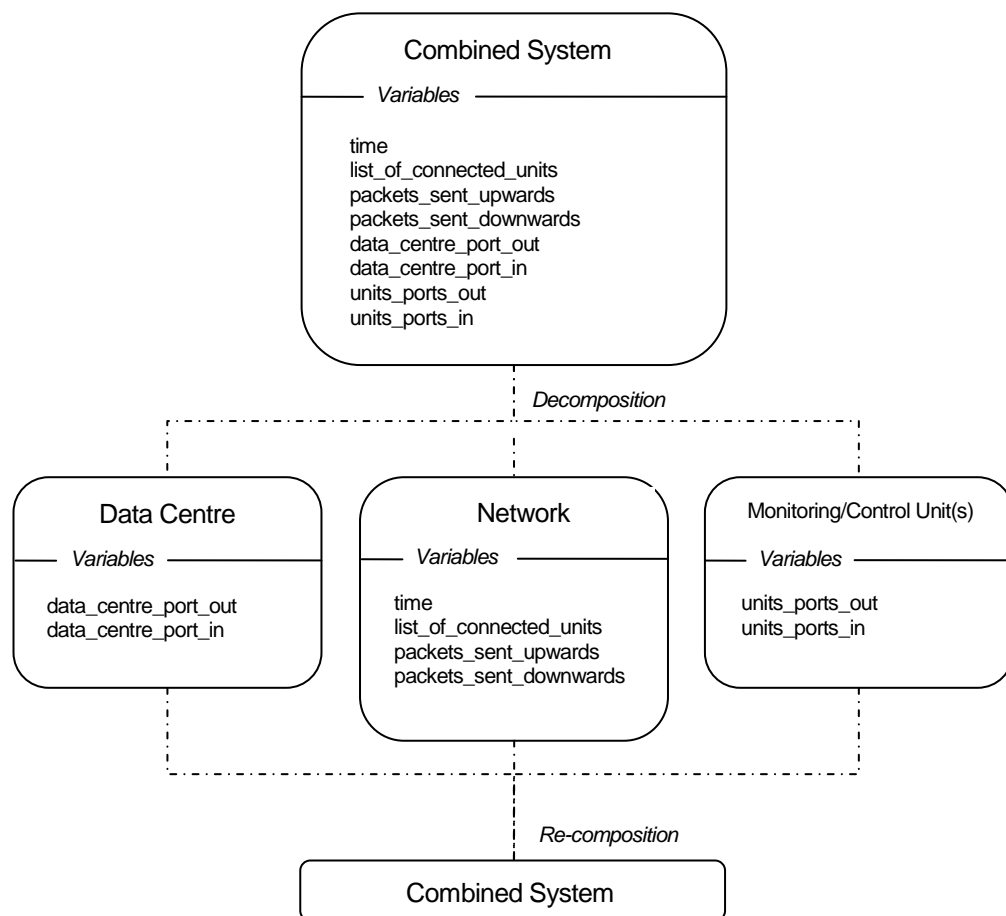 Combined System
Variables
time
list_of_connected_units
packets_sent_upwards
packets_sent_downwards
data_centre_port_out
data_centre_port_in
units_ports_out
units_ports_in
Decomposition
Data Centre
Variables
data_centre_port_out
data_centre_port_in
Network
Variables
time
list_of_connected_units
packets_sent_upwards
packets_sent_downwards
Monitoring/Control Unit(s)
Variables
units_ports_out
units_ports_in
Re-composition
Combined System